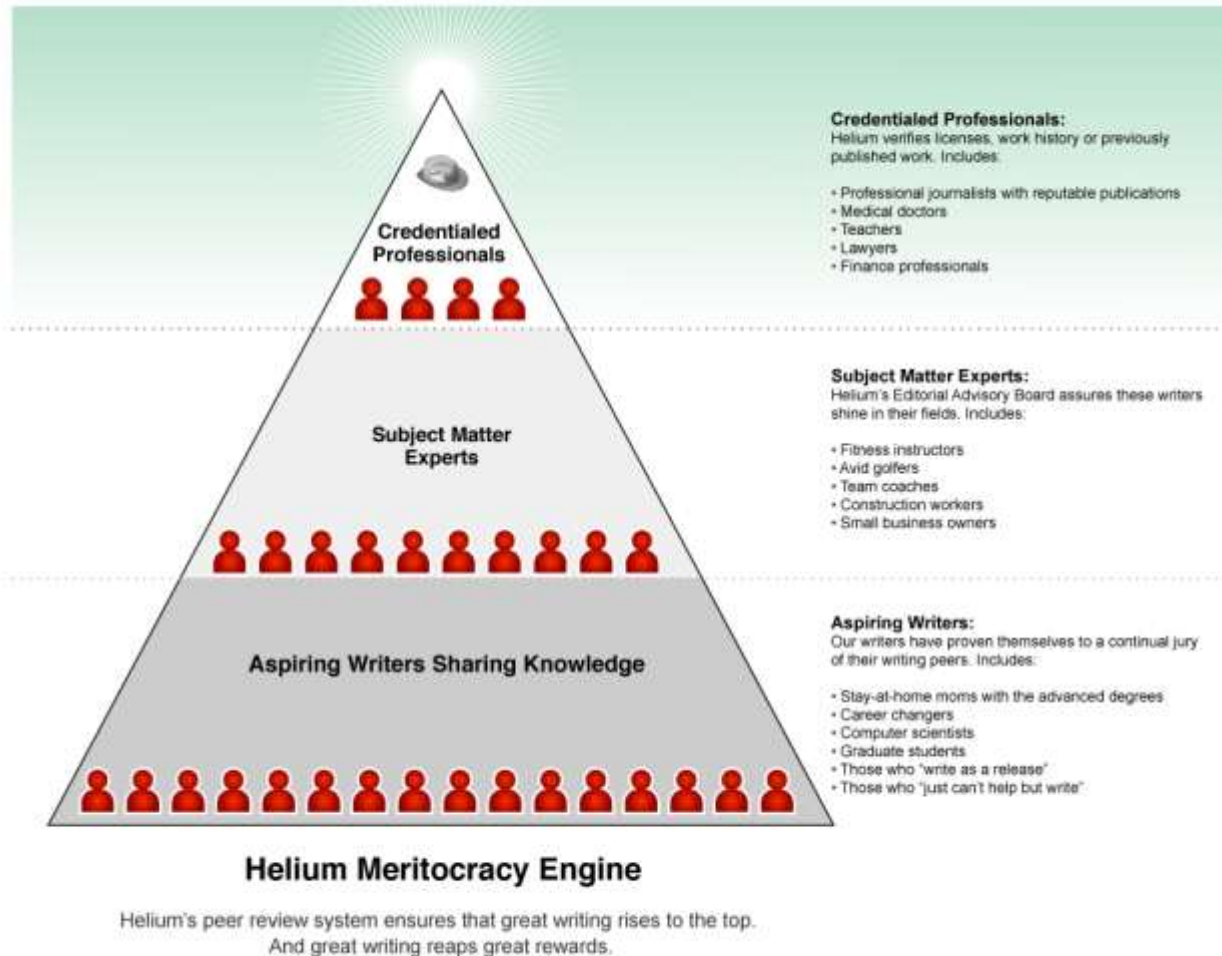 Credentialed
Professionals
Credentialed Professionals:
Helium verifies licenses, work history or previously
published work. Includes:
• Professional journalists with reputable publications
• Medical doctors
• Teachers
• Lawyers
• Finance professionals
Subject Matter
Experts
Subject Matter Experts:
Helium's Editorial Advisory Board assures these writers
shine in their fields. Includes:
• Fitness instructors
• Avid golfers
• Team coaches
• Construction workers
• Small business owners
Aspiring Writers Sharing Knowledge
Aspiring Writers:
Our writers have proven themselves to a continual jury
of their writing peers. Includes:
• Stay-at-home moms with the advanced degrees
• Career changers
• Computer scientists
• Graduate students
• Those who "write as a release"
• Those who "just can't help but write"
Helium Meritocracy Engine
Helium's peer review system ensures that great writing rises to the top.
And great writing reaps great rewards.